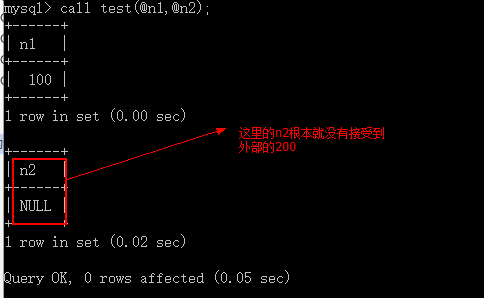 mysql> call test(@n1,@n2);
+------+
| n1   |
+------+
|  100 |
+------+
1 row in set (0.00 sec)
这里的n2根本就没有接受到
外部的200
+------+
| n2   |
+------+
| NULL |
+------+
1 row in set (0.02 sec)
Query OK, 0 rows affected (0.05 sec)